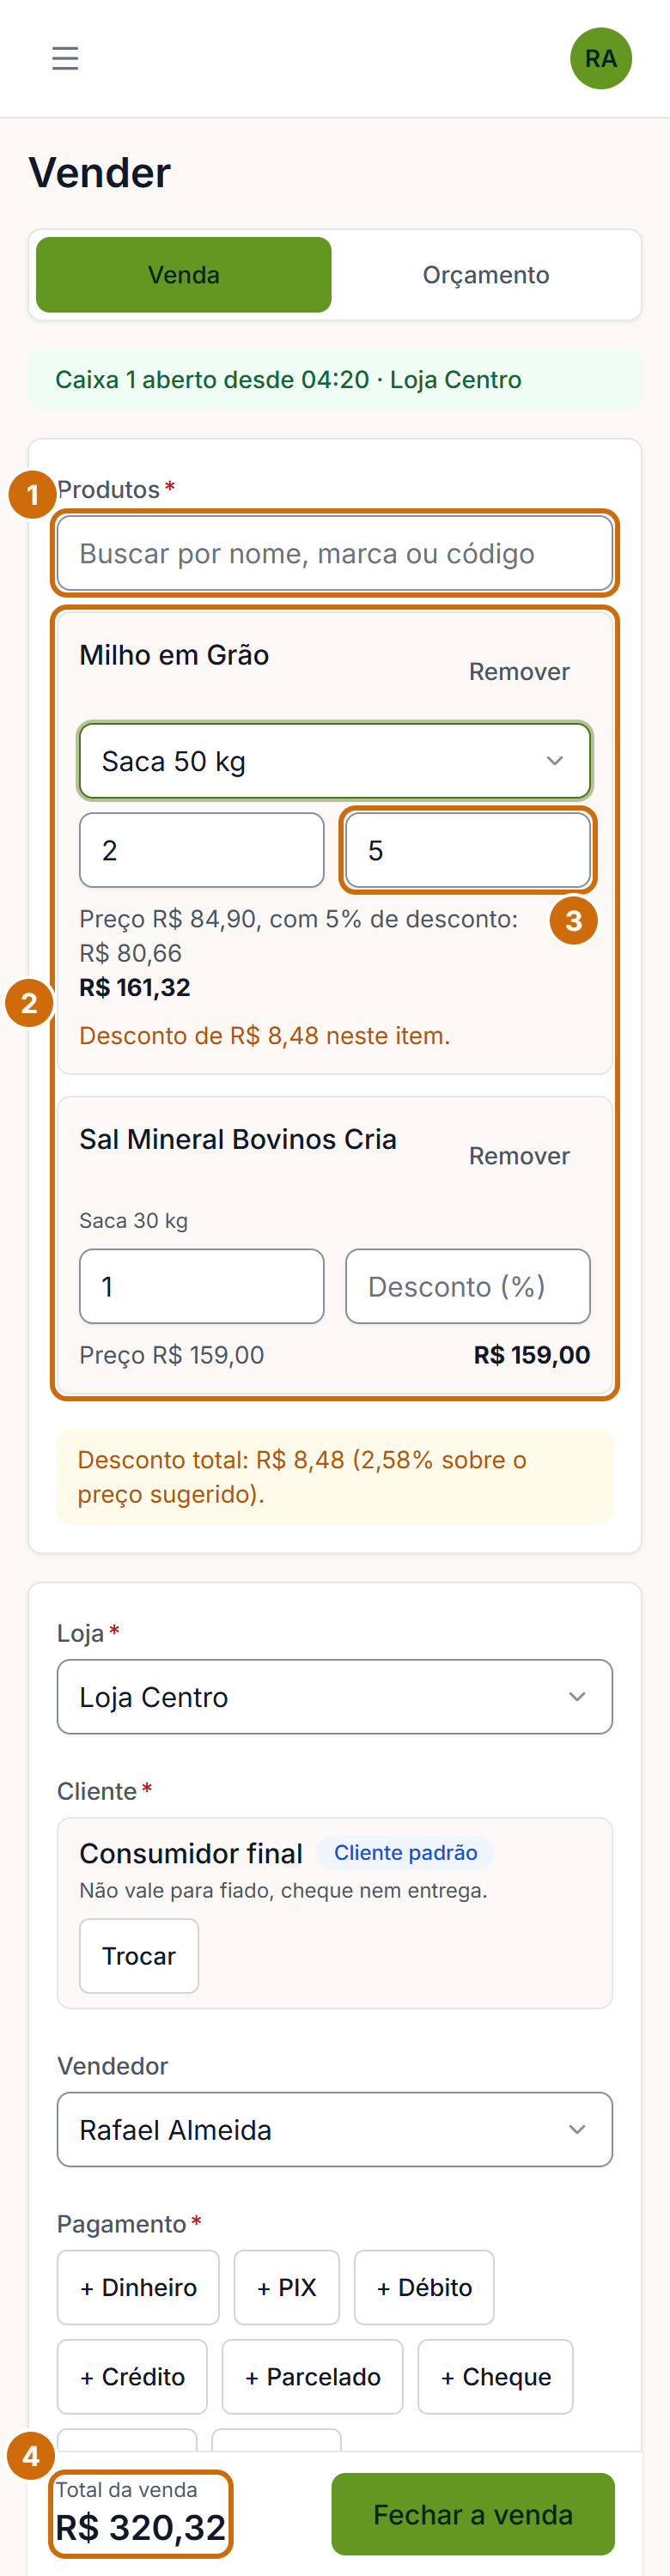 RA
Vender
Venda
Orçamento
Caixa 1 aberto desde 04:20 · Loja Centro
1
Produtos *
Buscar por nome, marca ou código
Milho em Grão
Remover
Saca 50 kg
2
5
Preço R$ 84,90, com 5% de desconto:
R$ 80,66
3
R$ 161,32
2
Desconto de R$ 8,48 neste item.
Sal Mineral Bovinos Cria
Remover
Saca 30 kg
1
Desconto (%)
Preço R$ 159,00
R$ 159,00
Desconto total: R$ 8,48 (2,58% sobre o
preço sugerido).
Loja *
Loja Centro
Cliente *
Consumidor final
Cliente padrão
Não vale para fiado, cheque nem entrega.
Trocar
Vendedor
Rafael Almeida
Pagamento *
+ Dinheiro
+ PIX
+ Débito
+ Crédito
+ Parcelado
+ Cheque
4
Total da venda
R$ 320,32
Fechar a venda